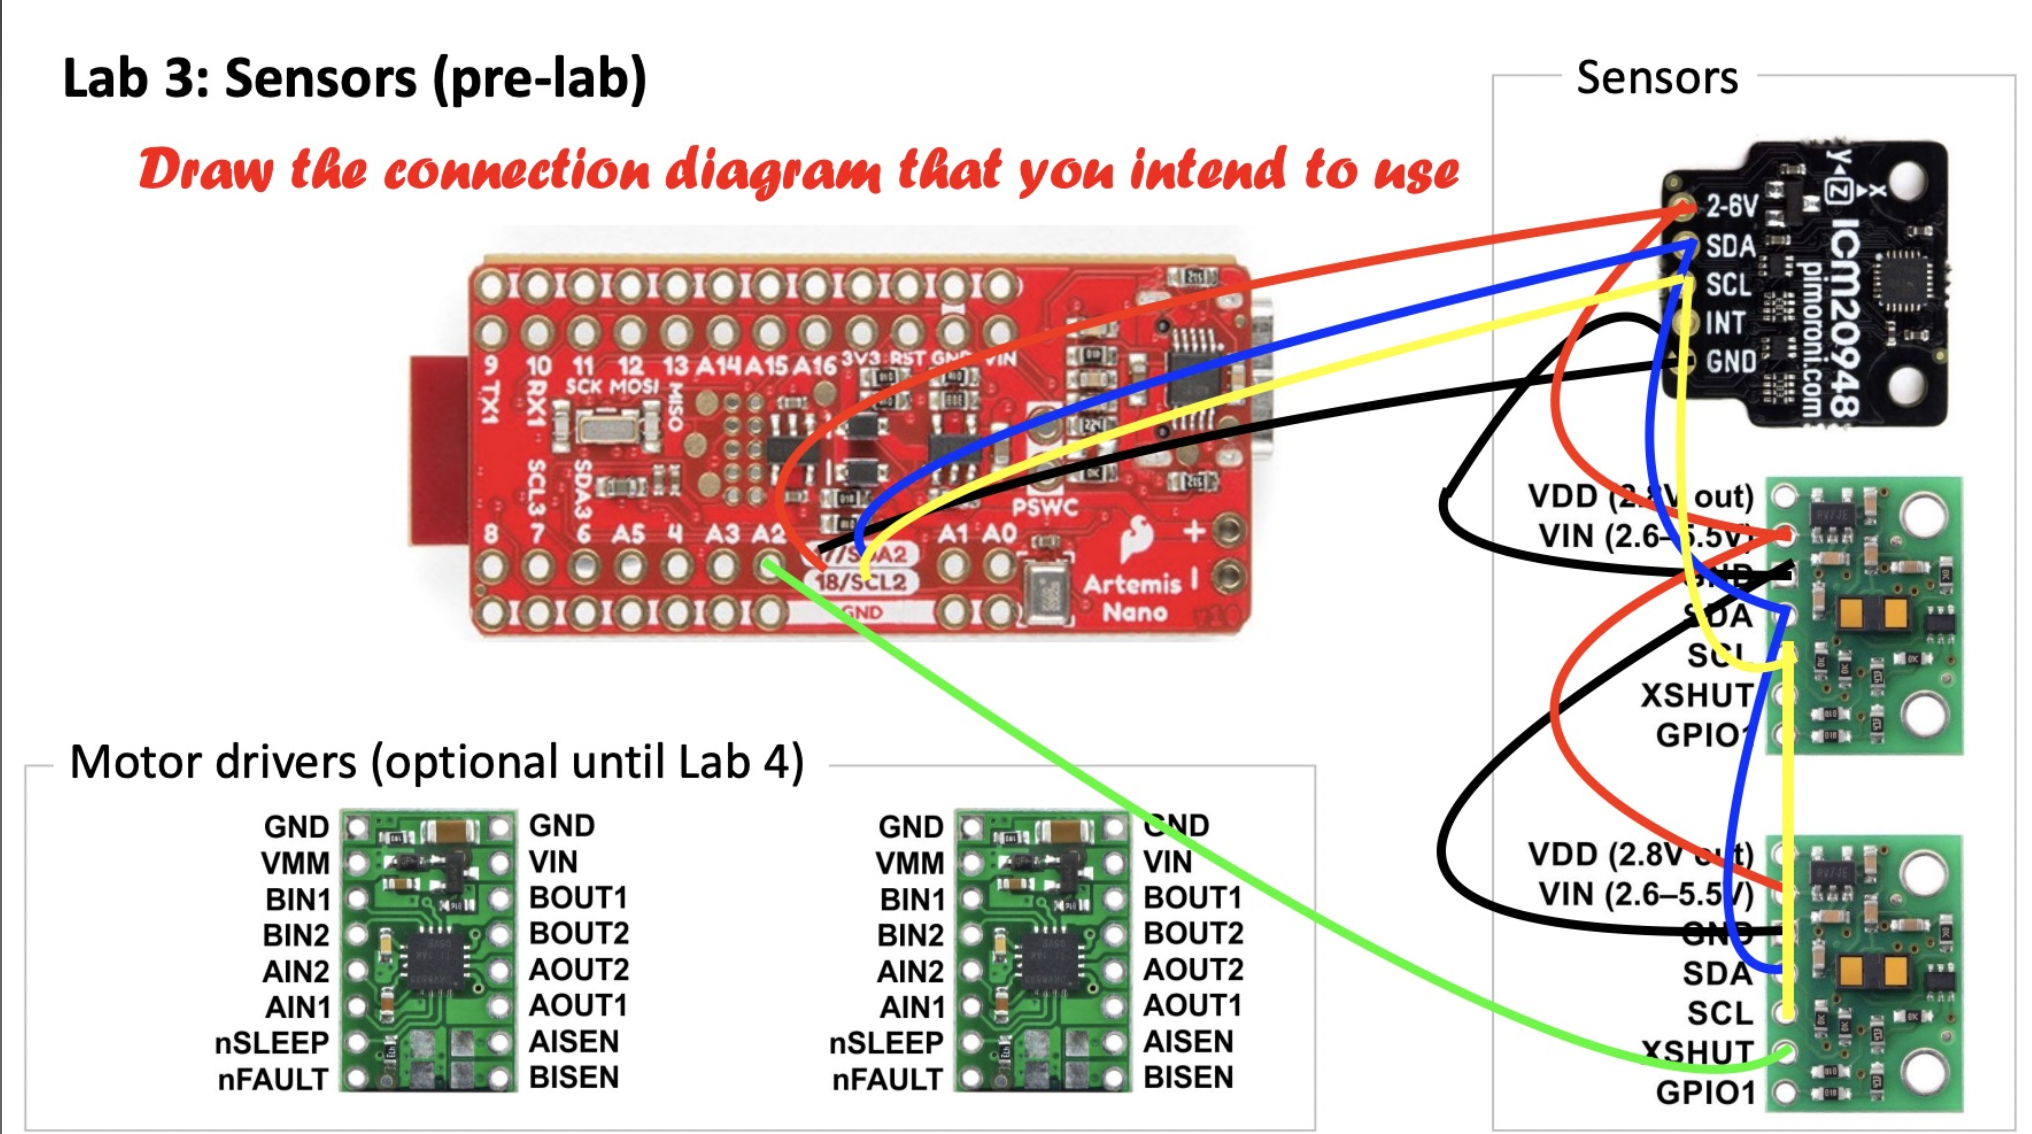 Lab 3: Sensors (pre-lab)
Sensors
Draw the connection diagram that you intend to use
9 10 11 12 13 A14 A15 A16 3V3 RST GND VIN
TX1 RX1 SCK MOSI MISO
SCL3 SDA3
PSWC
8 7 6 A5 4 A3 A2 A1 A0
17/SDA2
18/SCL2
GND
+
-
Artemis
Nano
2-6V
SDA
SCL
INT
GND
Y Z X
ICM20948
pimoroni.com
VDD (2.8V out)
VIN (2.6–5.5V)
GND
SDA
SCL
XSHUT
GPIO1
VDD (2.8V out)
VIN (2.6–5.5V)
GND
SDA
SCL
XSHUT
GPIO1
Motor drivers (optional until Lab 4)
GND GND
VMM VIN
BIN1 BOUT1
BIN2 BOUT2
AIN2 AOUT2
AIN1 AOUT1
nSLEEP AISEN
nFAULT BISEN
GND GND
VMM VIN
BIN1 BOUT1
BIN2 BOUT2
AIN2 AOUT2
AIN1 AOUT1
nSLEEP AISEN
nFAULT BISEN